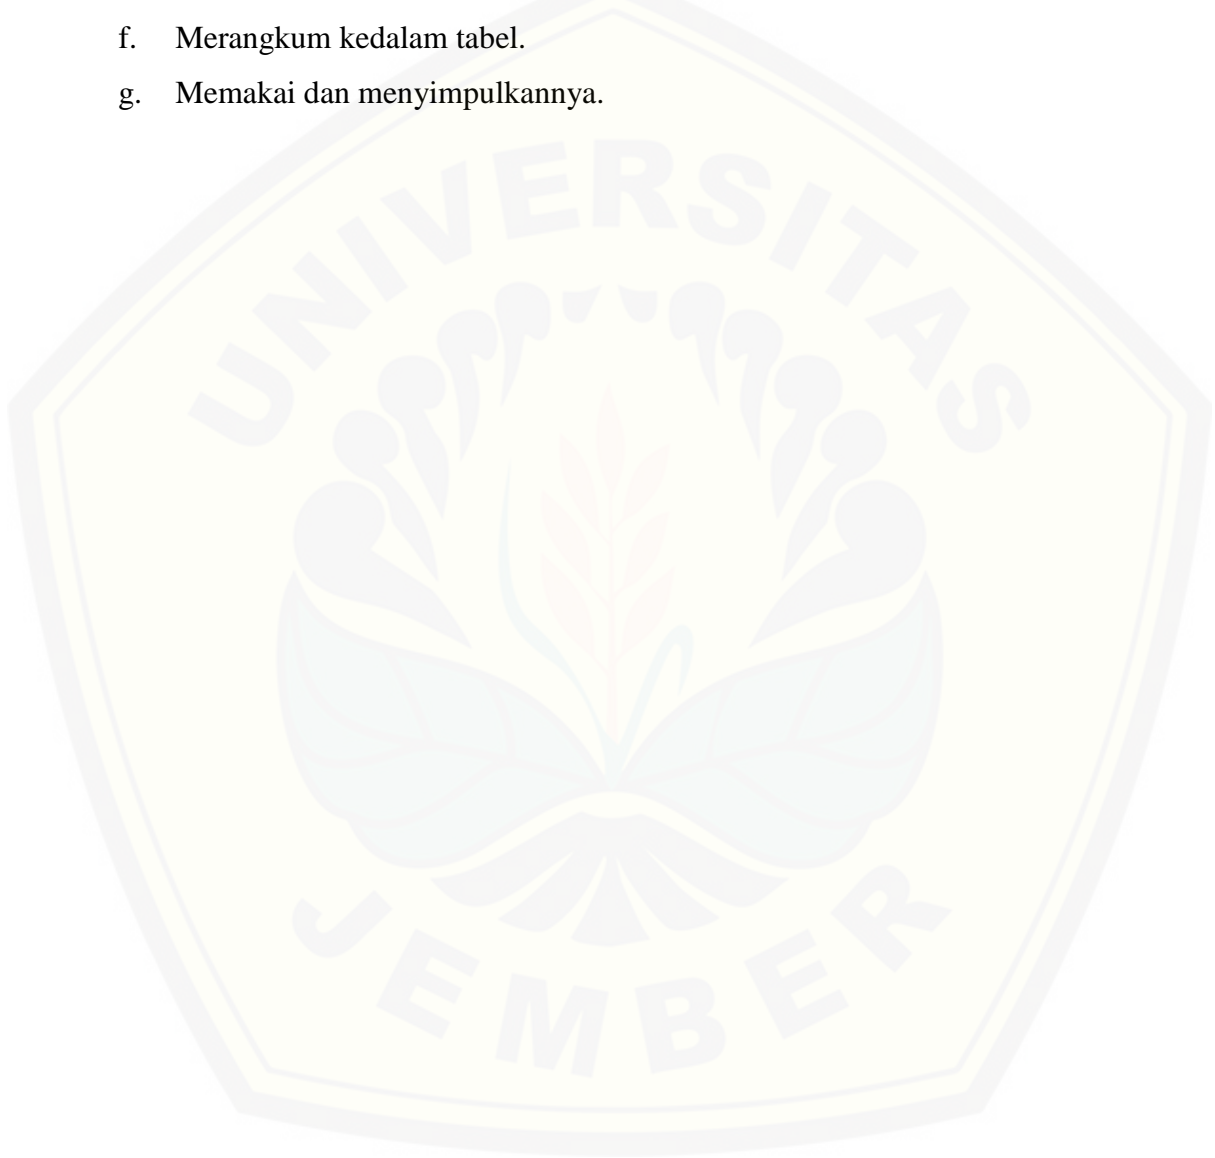 f. Merangkum kedalam tabel.
g. Memakai dan menyimpulkannya.
UNIVERSITAS
JEMBER